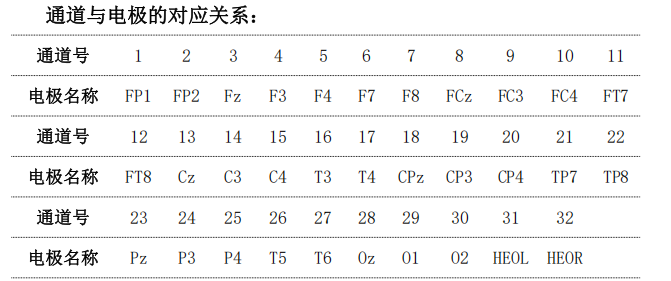 通道与电极的对应关系：
通道号 1 2 3 4 5 6 7 8 9 10 11
电极名称 FP1 FP2 Fz F3 F4 F7 F8 FCz FC3 FC4 FT7
通道号 12 13 14 15 16 17 18 19 20 21 22
电极名称 FT8 Cz C3 C4 T3 T4 CPz CP3 CP4 TP7 TP8
通道号 23 24 25 26 27 28 29 30 31 32
电极名称 Pz P3 P4 T5 T6 Oz O1 O2 HEOL HEOR